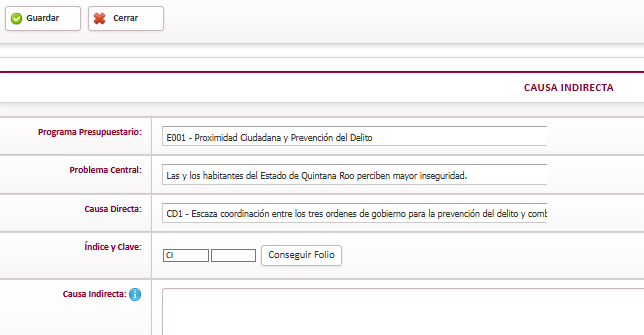 Guardar Cerrar
CAUSA INDIRECTA
Programa Presupuestario: E001 - Proximidad Ciudadana y Prevención del Delito
Problema Central: Las y los habitantes del Estado de Quintana Roo perciben mayor inseguridad.
Causa Directa: CD1 - Escaza coordinación entre los tres ordenes de gobierno para la prevención del delito y comb
Índice y Clave: CI Conseguir Folio
Causa Indirecta: i